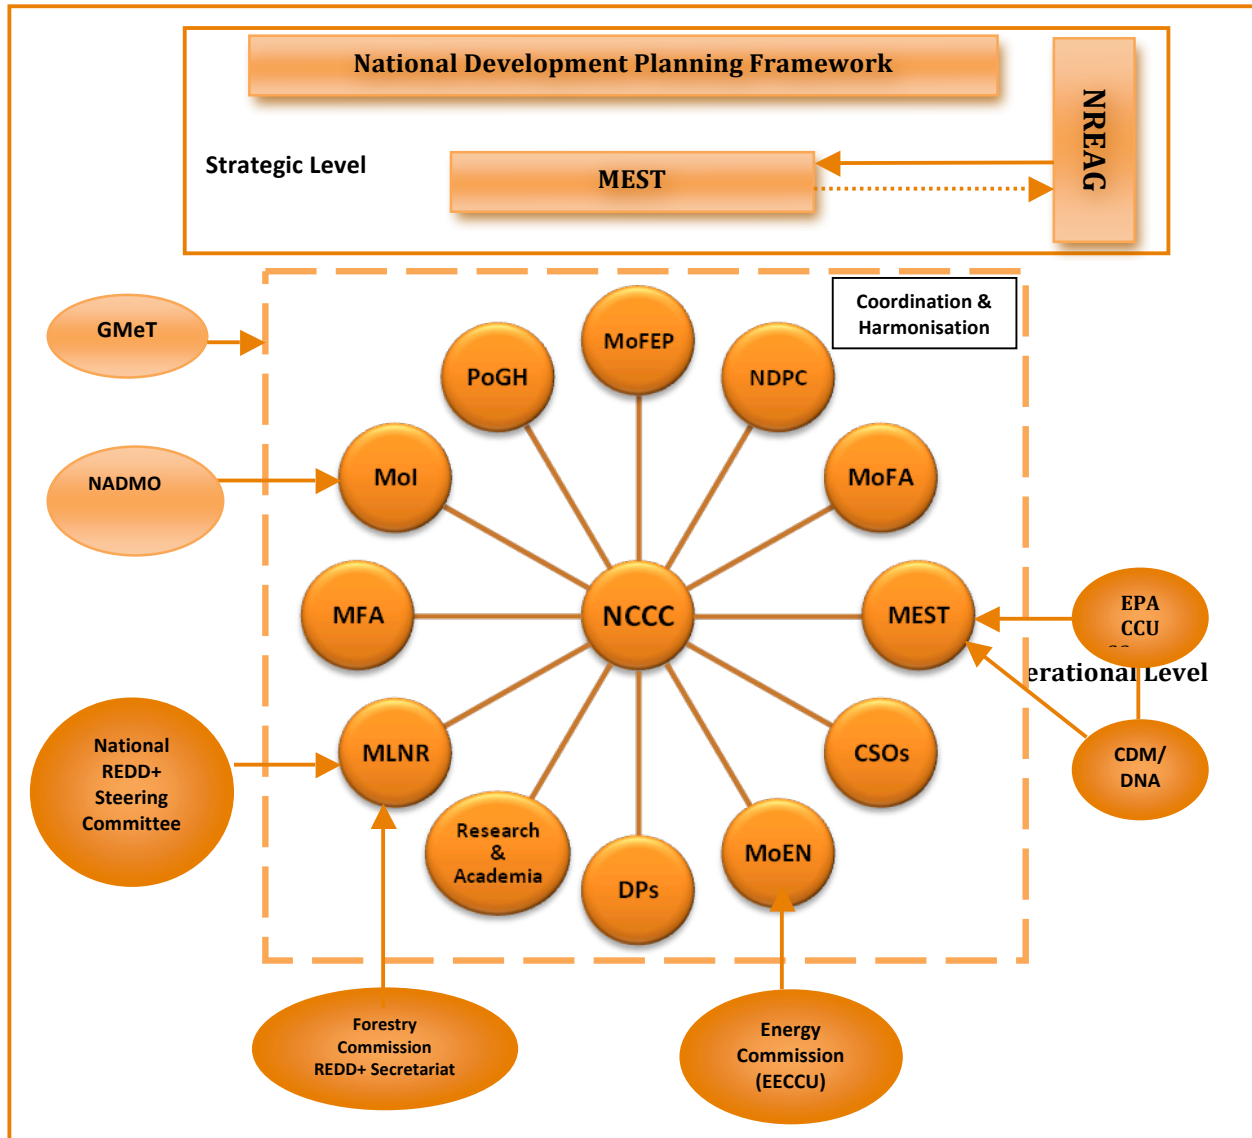 National Development Planning Framework
NREAG
Strategic Level
MEST
Coordination &
Harmonisation
GMeT
MoFEP
PoGH
NDPC
MoI
MoFA
NADMO
MFA
NCCC
MEST
EPA
CCU
erational Level
National
REDD+
Steering
Committee
MLNR
CSOs
CDM/
DNA
Research
&
Academia
DPs
MoEN
Forestry
Commission
REDD+ Secretariat
Energy
Commission
(EECCU)